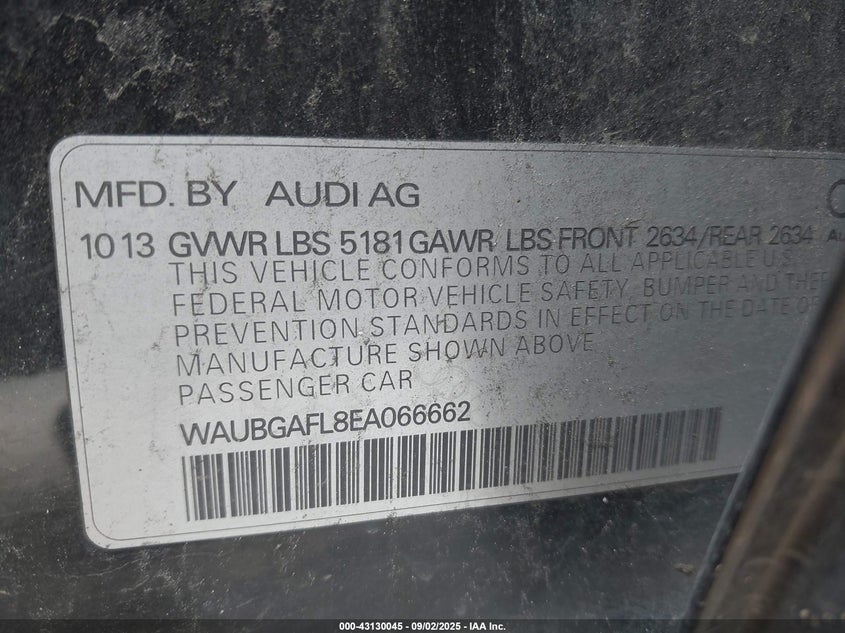 MFD. BY AUDI AG
10 13 GVWR LBS 5181 GAWR LBS FRONT 2634/REAR 2634
THIS VEHICLE CONFORMS TO ALL APPLICABLE U.S.
FEDERAL MOTOR VEHICLE SAFETY, BUMPER AND THEF
PREVENTION STANDARDS IN EFFECT ON THE DATE OF
MANUFACTURE SHOWN ABOVE
PASSENGER CAR
WAUBGAFL8EA066662
000-43130045 - 09/02/2025 - IAA Inc.